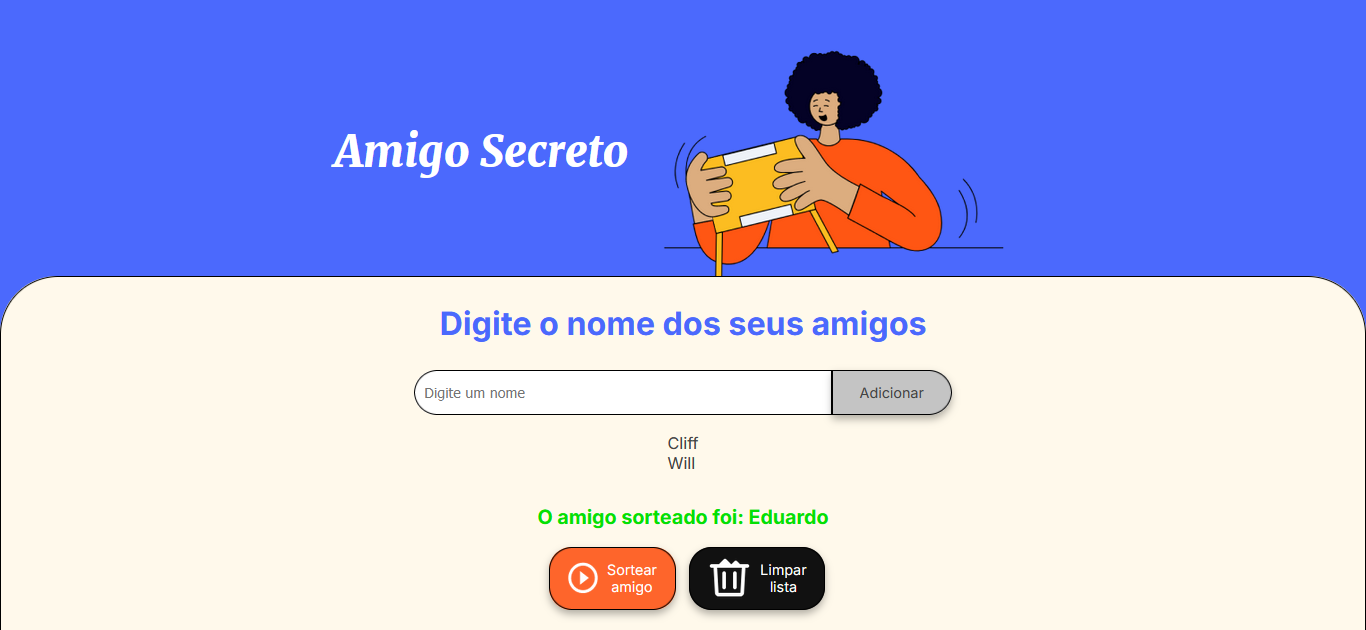 Amigo Secreto
Digite o nome dos seus amigos
Digite um nome
Adicionar
Cliff
Will
O amigo sorteado foi: Eduardo
Sortear
amigo
Limpar
lista